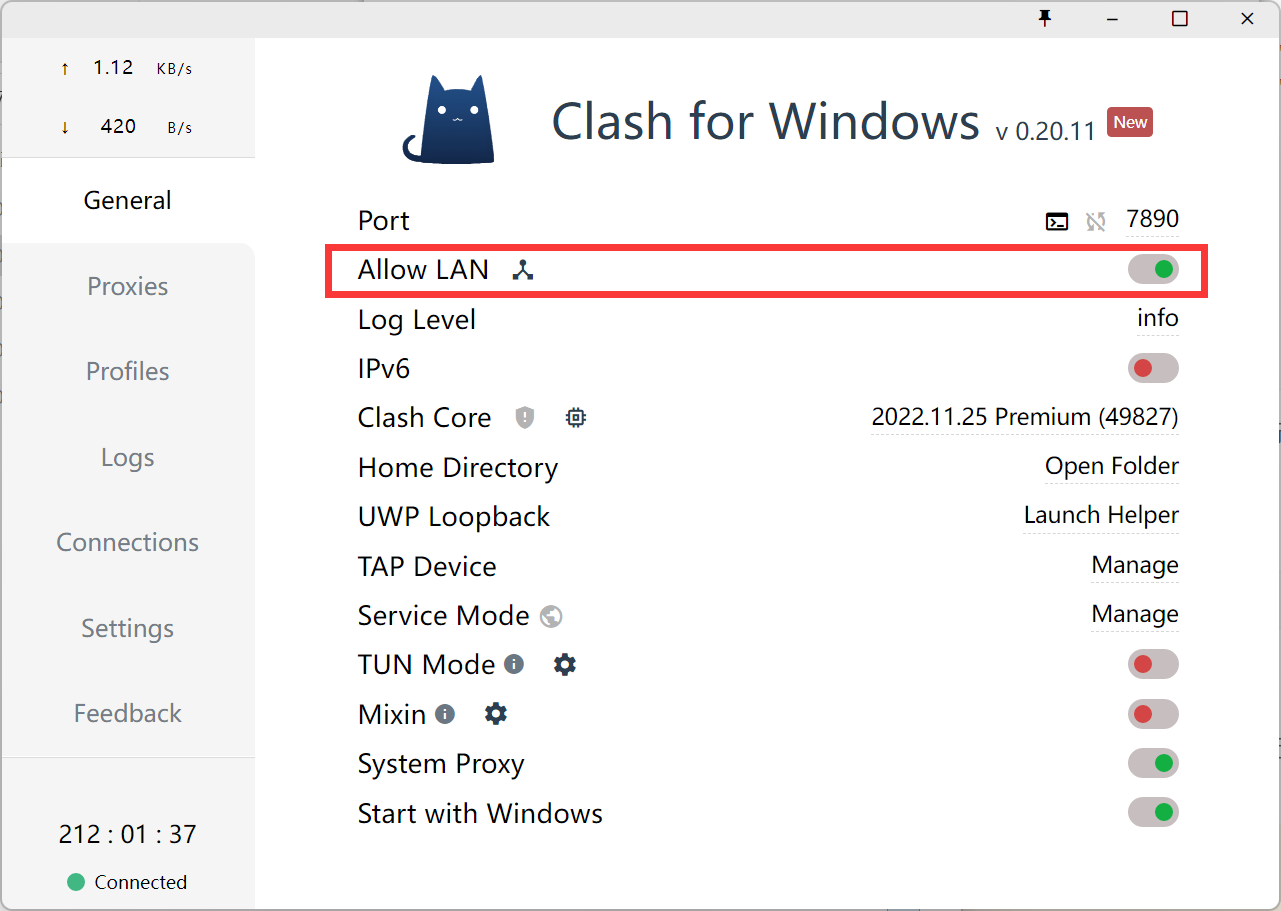 ↑ 1.12 KB/s
↓ 420 B/s
General
Proxies
Profiles
Logs
Connections
Settings
Feedback
212 : 01 : 37
Connected
Clash for Windows v 0.20.11 New
Port 7890
Allow LAN
Log Level info
IPv6
Clash Core 2022.11.25 Premium (49827)
Home Directory Open Folder
UWP Loopback Launch Helper
TAP Device Manage
Service Mode Manage
TUN Mode
Mixin
System Proxy
Start with Windows